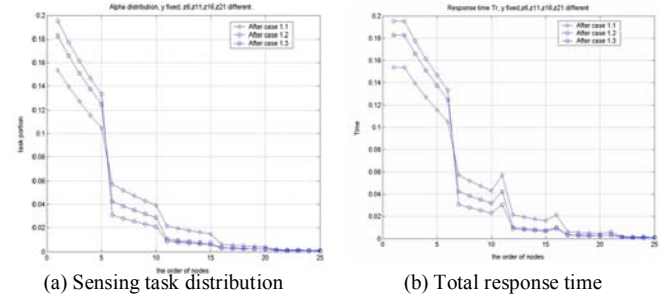 Alpha distribution, y fixed, z6,z11,z16,z21 different.
After case 1.1
After case 1.2
After case 1.3
0.2
0.18
0.16
0.14
0.12
0.1
0.08
0.06
0.04
0.02
0
task portion
0 5 10 15 20 25
the order of nodes
(a) Sensing task distribution
Response time Tr, y fixed,z6,z11,z16,z21 different
After case 1.1
After case 1.2
After case 1.3
0.2
0.18
0.16
0.14
0.12
0.1
0.08
0.06
0.04
0.02
0
Time
0 5 10 15 20 25
the order of nodes
(b) Total response time